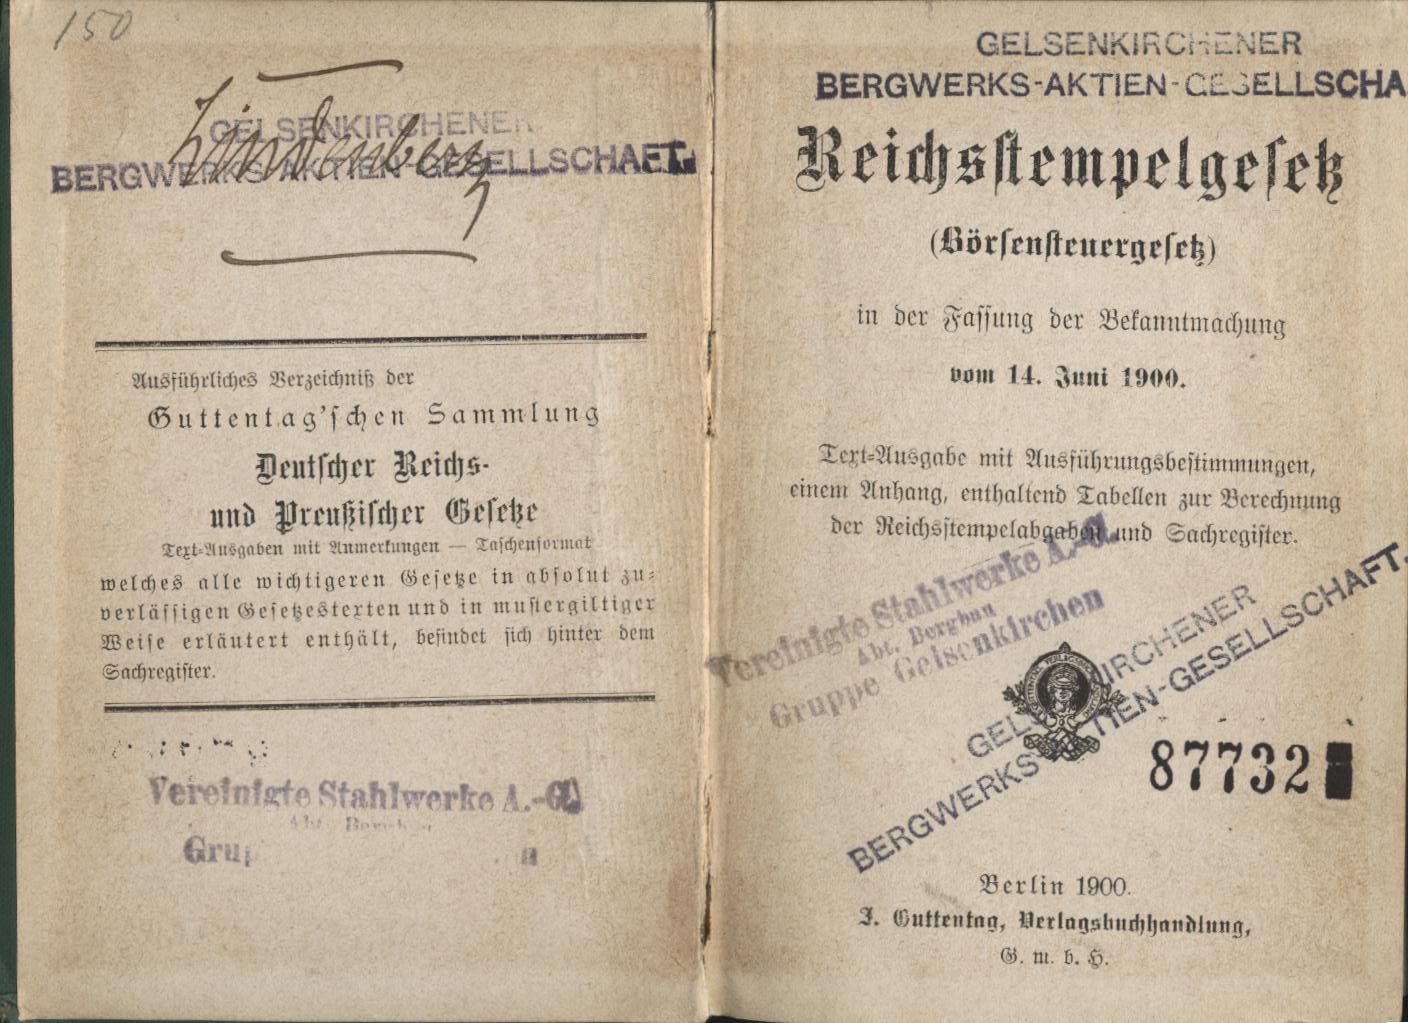 150
GELSENKIRCHENER
BERGWERKS-AKTIEN-GESELLSCHAFT.
Ausführliches Verzeichniß der
Guttentag'schen Sammlung
Deutscher Reichs-
und Preußischer Gesetze
Text-Ausgaben mit Anmerkungen — Taschenformat
welches alle wichtigeren Gesetze in absolut zu-
verlässigen Gesetzestexten und in mustergiltiger
Weise erläutert enthält, befindet sich hinter dem
Sachregister.
Vereinigte Stahlwerke A.-G.
GELSENKIRCHENER
BERGWERKS-AKTIEN-GESELLSCHA
Reichsstempelgesetz
(Börsensteuergesetz)
in der Fassung der Bekanntmachung
vom 14. Juni 1900.
Text-Ausgabe mit Ausführungsbestimmungen,
einem Anhang, enthaltend Tabellen zur Berechnung
der Reichsstempelabgaben und Sachregister.
Vereinigte Stahlwerke A.-G.
Abt. Bergbau
Gruppe Gelsenkirchen
GELSENKIRCHENER
BERGWERKS-AKTIEN-GESELLSCHAFT.
87732
Berlin 1900.
J. Guttentag, Verlagsbuchhandlung,
G. m. b. H.